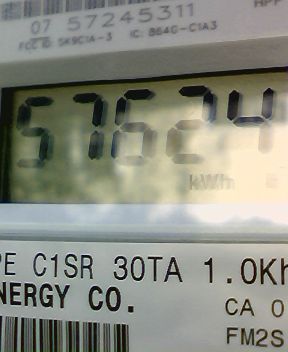 HPP
07 57245311
FCC ID: SK9C1A-3 IC: 864G-C1A3
57624
kWh
PE C1SR 30TA 1.0Kh
NERGY CO.
CA 0
FM2S